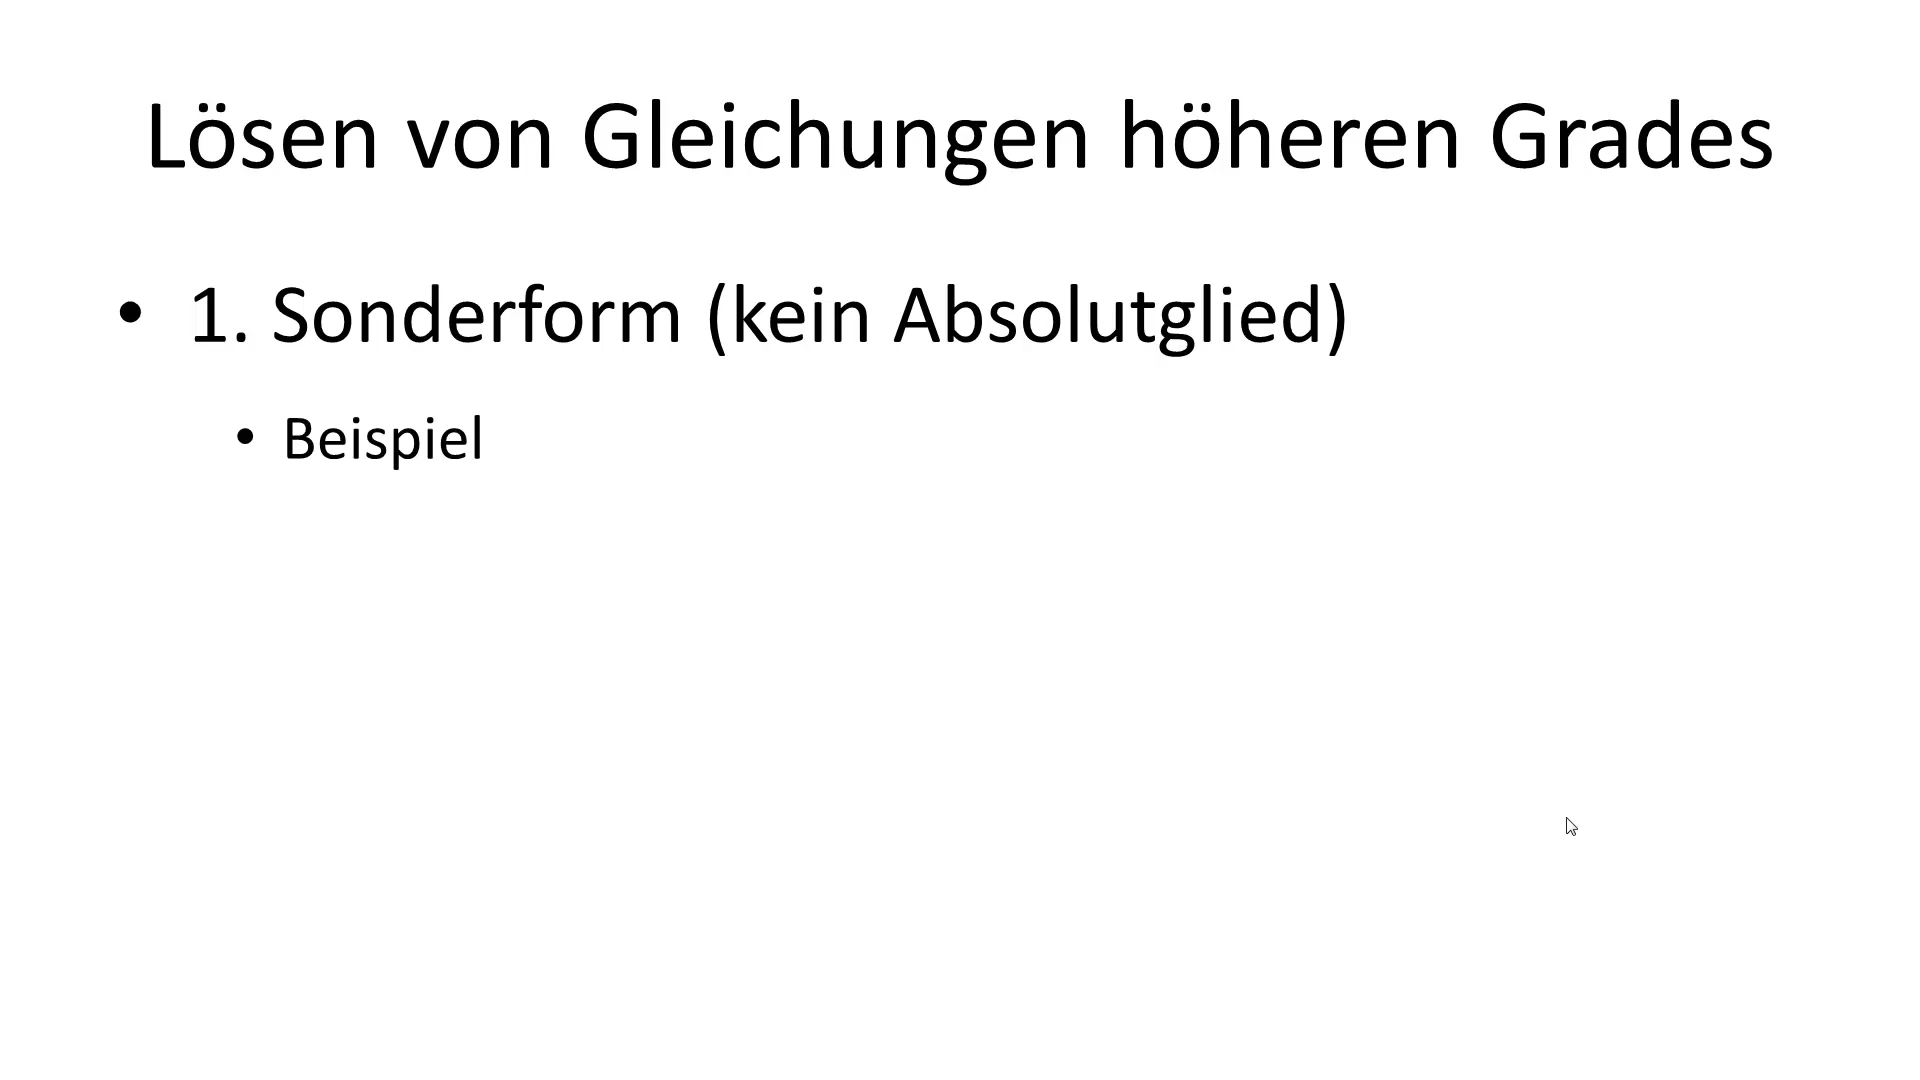 Lösen von Gleichungen höheren Grades
• 1. Sonderform (kein Absolutglied)
• Beispiel